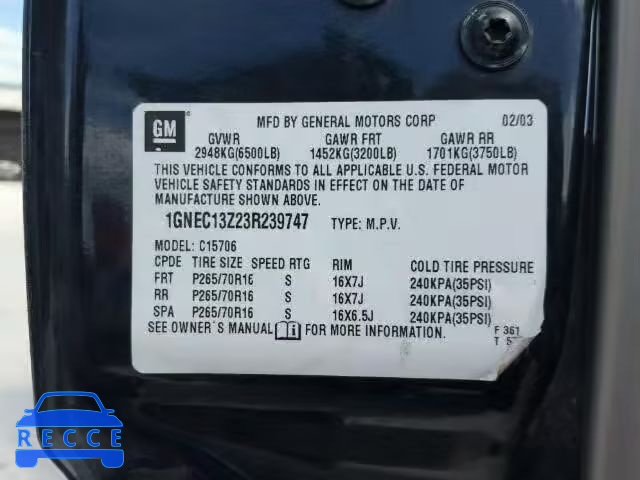 GM
MFD BY GENERAL MOTORS CORP 02/03
GVWR GAWR FRT GAWR RR
2948KG(6500LB) 1452KG(3200LB) 1701KG(3750LB)
THIS VEHICLE CONFORMS TO ALL APPLICABLE U.S. FEDERAL MOTOR
VEHICLE SAFETY STANDARDS IN EFFECT ON THE DATE OF
MANUFACTURE SHOWN ABOVE.
1GNEC13Z23R239747 TYPE: M.P.V.
MODEL: C15706
CPDE TIRE SIZE SPEED RTG RIM COLD TIRE PRESSURE
FRT P265/70R16 S 16X7J 240KPA(35PSI)
RR P265/70R16 S 16X7J 240KPA(35PSI)
SPA P265/70R16 S 16X6.5J 240KPA(35PSI)
SEE OWNER'S MANUAL FOR MORE INFORMATION.
F 361
T
RECCE